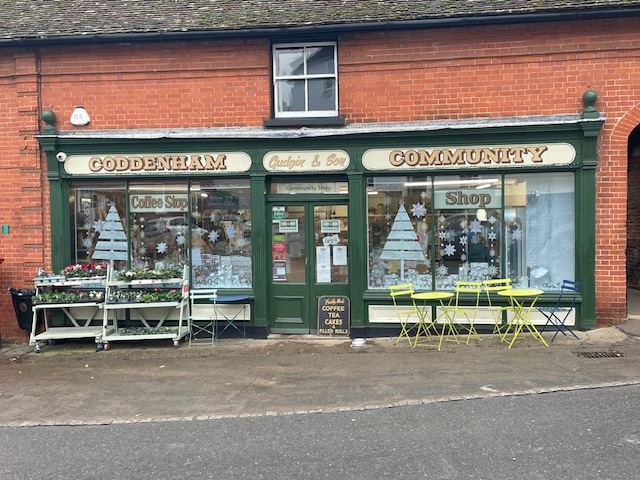 CODDENHAM
Gudgin & Son
COMMUNITY
Community Shop
Coffee Shop
Shop
COFFEE
TEA
CAKES
&
FILLED ROLLS